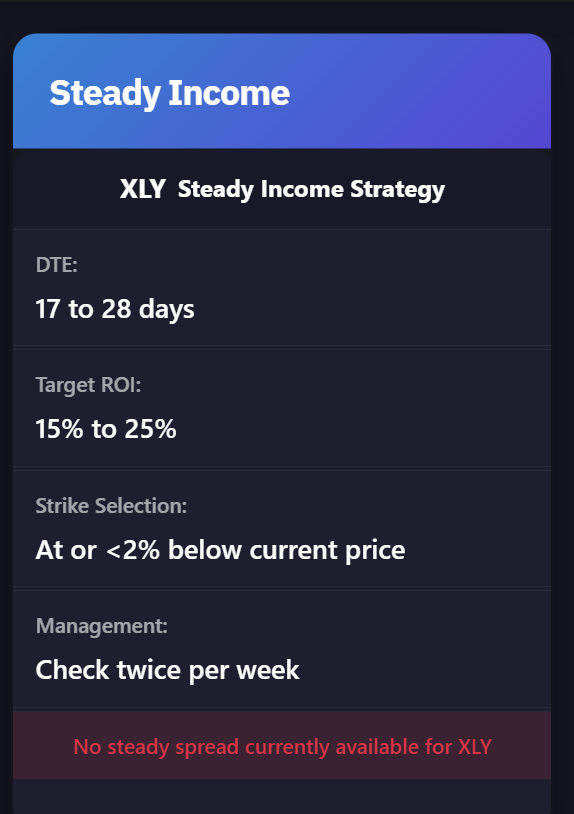 Steady Income
XLY Steady Income Strategy
DTE:
17 to 28 days
Target ROI:
15% to 25%
Strike Selection:
At or <2% below current price
Management:
Check twice per week
No steady spread currently available for XLY